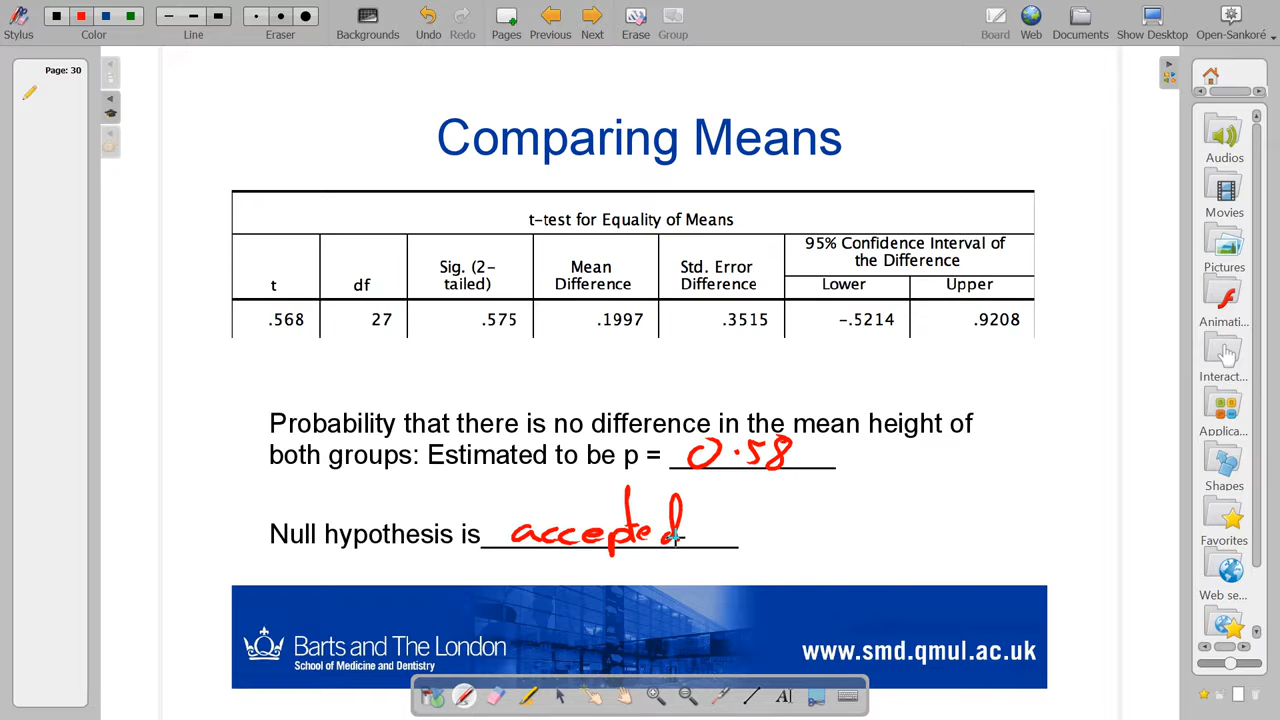 Stylus
Color
Line
Eraser
Backgrounds
Undo
Redo
Pages
Previous
Next
Erase
Group
Board
Web
Documents
Show Desktop
Open-Sankoré
Page: 30
Comparing Means
t-test for Equality of Means
95% Confidence Interval of
the Difference
Sig. (2-
tailed)
Mean
Difference
Std. Error
Difference
t
df
Lower
Upper
.568 27 .575 .1997 .3515 -.5214 .9208
Probability that there is no difference in the mean height of
both groups: Estimated to be p = 0.58
Null hypothesis is accepted
Barts and The London
School of Medicine and Dentistry
www.smd.qmul.ac.uk
Audios
Movies
Pictures
Animati...
Interact...
Applica...
Shapes
Favorites
Web se...
AI